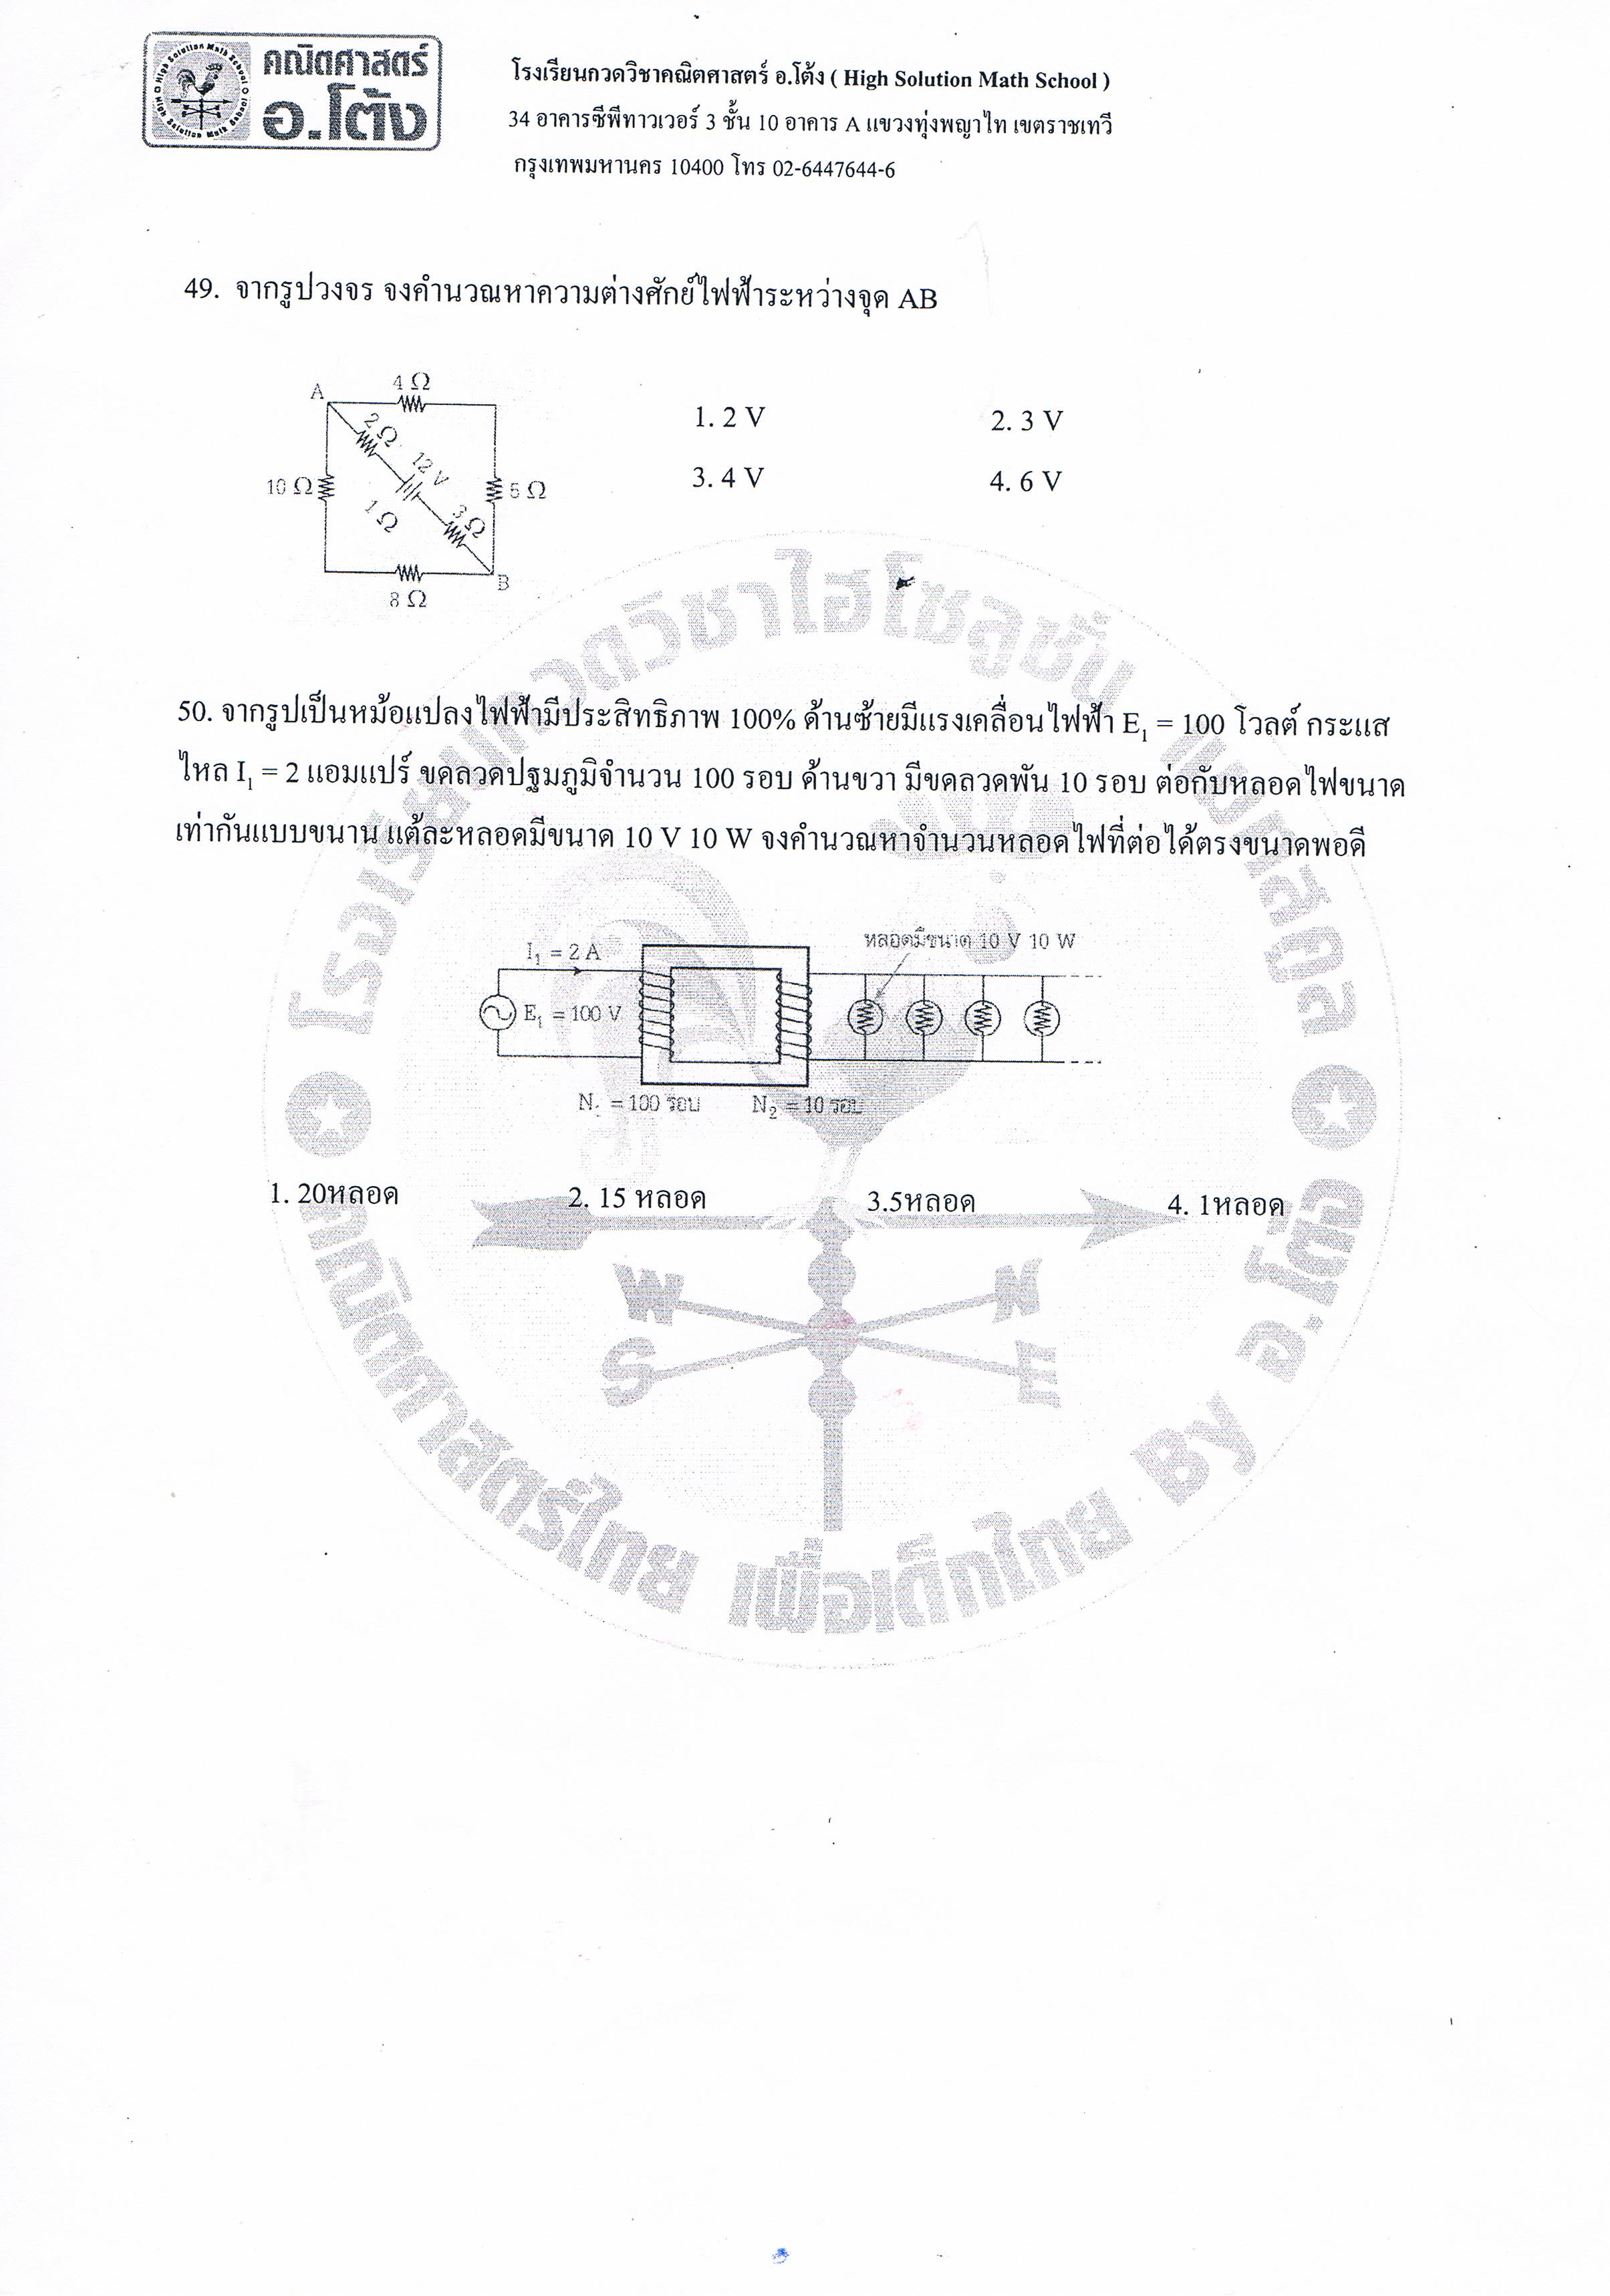 คณิตศาสตร์
อ.โต้ง
High Solution Math School
High Solution Math School
โรงเรียนกวดวิชาคณิตศาสตร์ อ.โต้ง ( High Solution Math School )
34 อาคารซีพีทาวเวอร์ 3 ชั้น 10 อาคาร A แขวงทุ่งพญาไท เขตราชเทวี
กรุงเทพมหานคร 10400 โทร 02-6447644-6
49. จากรูปวงจร จงคำนวณหาความต่างศักย์ไฟฟ้าระหว่างจุด AB
A
4 Ω
2 Ω
12 V
10 Ω
1 Ω
3 Ω
6 Ω
8 Ω
B
1. 2 V
2. 3 V
3. 4 V
4. 6 V
50. จากรูปเป็นหม้อแปลงไฟฟ้ามีประสิทธิภาพ 100% ด้านซ้ายมีแรงเคลื่อนไฟฟ้า E₁ = 100 โวลต์ กระแส
ไหล I₁ = 2 แอมแปร์ ขดลวดปฐมภูมิจำนวน 100 รอบ ด้านขวา มีขดลวดพัน 10 รอบ ต่อกับหลอดไฟขนาด
เท่ากันแบบขนาน แต้ละหลอดมีขนาด 10 V 10 W จงคำนวณหาจำนวนหลอดไฟที่ต่อได้ตรงขนาดพอดี
I₁ = 2 A
E₁ = 100 V
หลอดมีขนาด 10 V 10 W
N₁ = 100 รอบ
N₂ = 10 รอบ
1. 20หลอด
2. 15 หลอด
3.5หลอด
4. 1หลอด
โรงเรียนกวดวิชาไฮโซลูชั่น
คณิตศาสตร์ไทย เพื่อเด็กไทย By อ.โต้ง
W
N
S
E